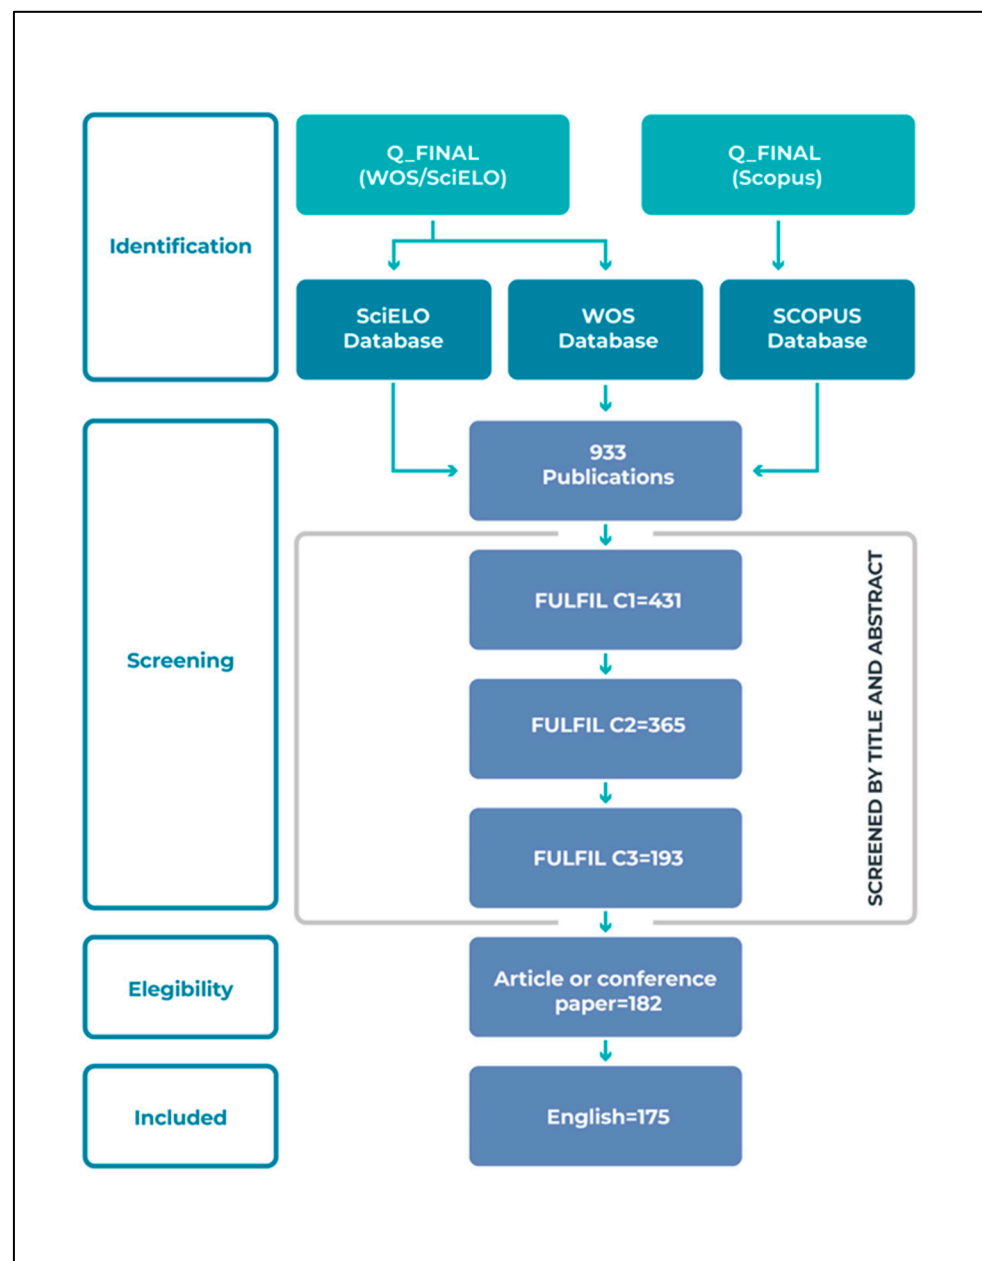 Identification
Q_FINAL
(WOS/SciELO)
Q_FINAL
(Scopus)
SciELO
Database
WOS
Database
SCOPUS
Database
Screening
933
Publications
FULFIL C1=431
FULFIL C2=365
FULFIL C3=193
SCREENED BY TITLE AND ABSTRACT
Elegibility
Article or conference
paper=182
Included
English=175